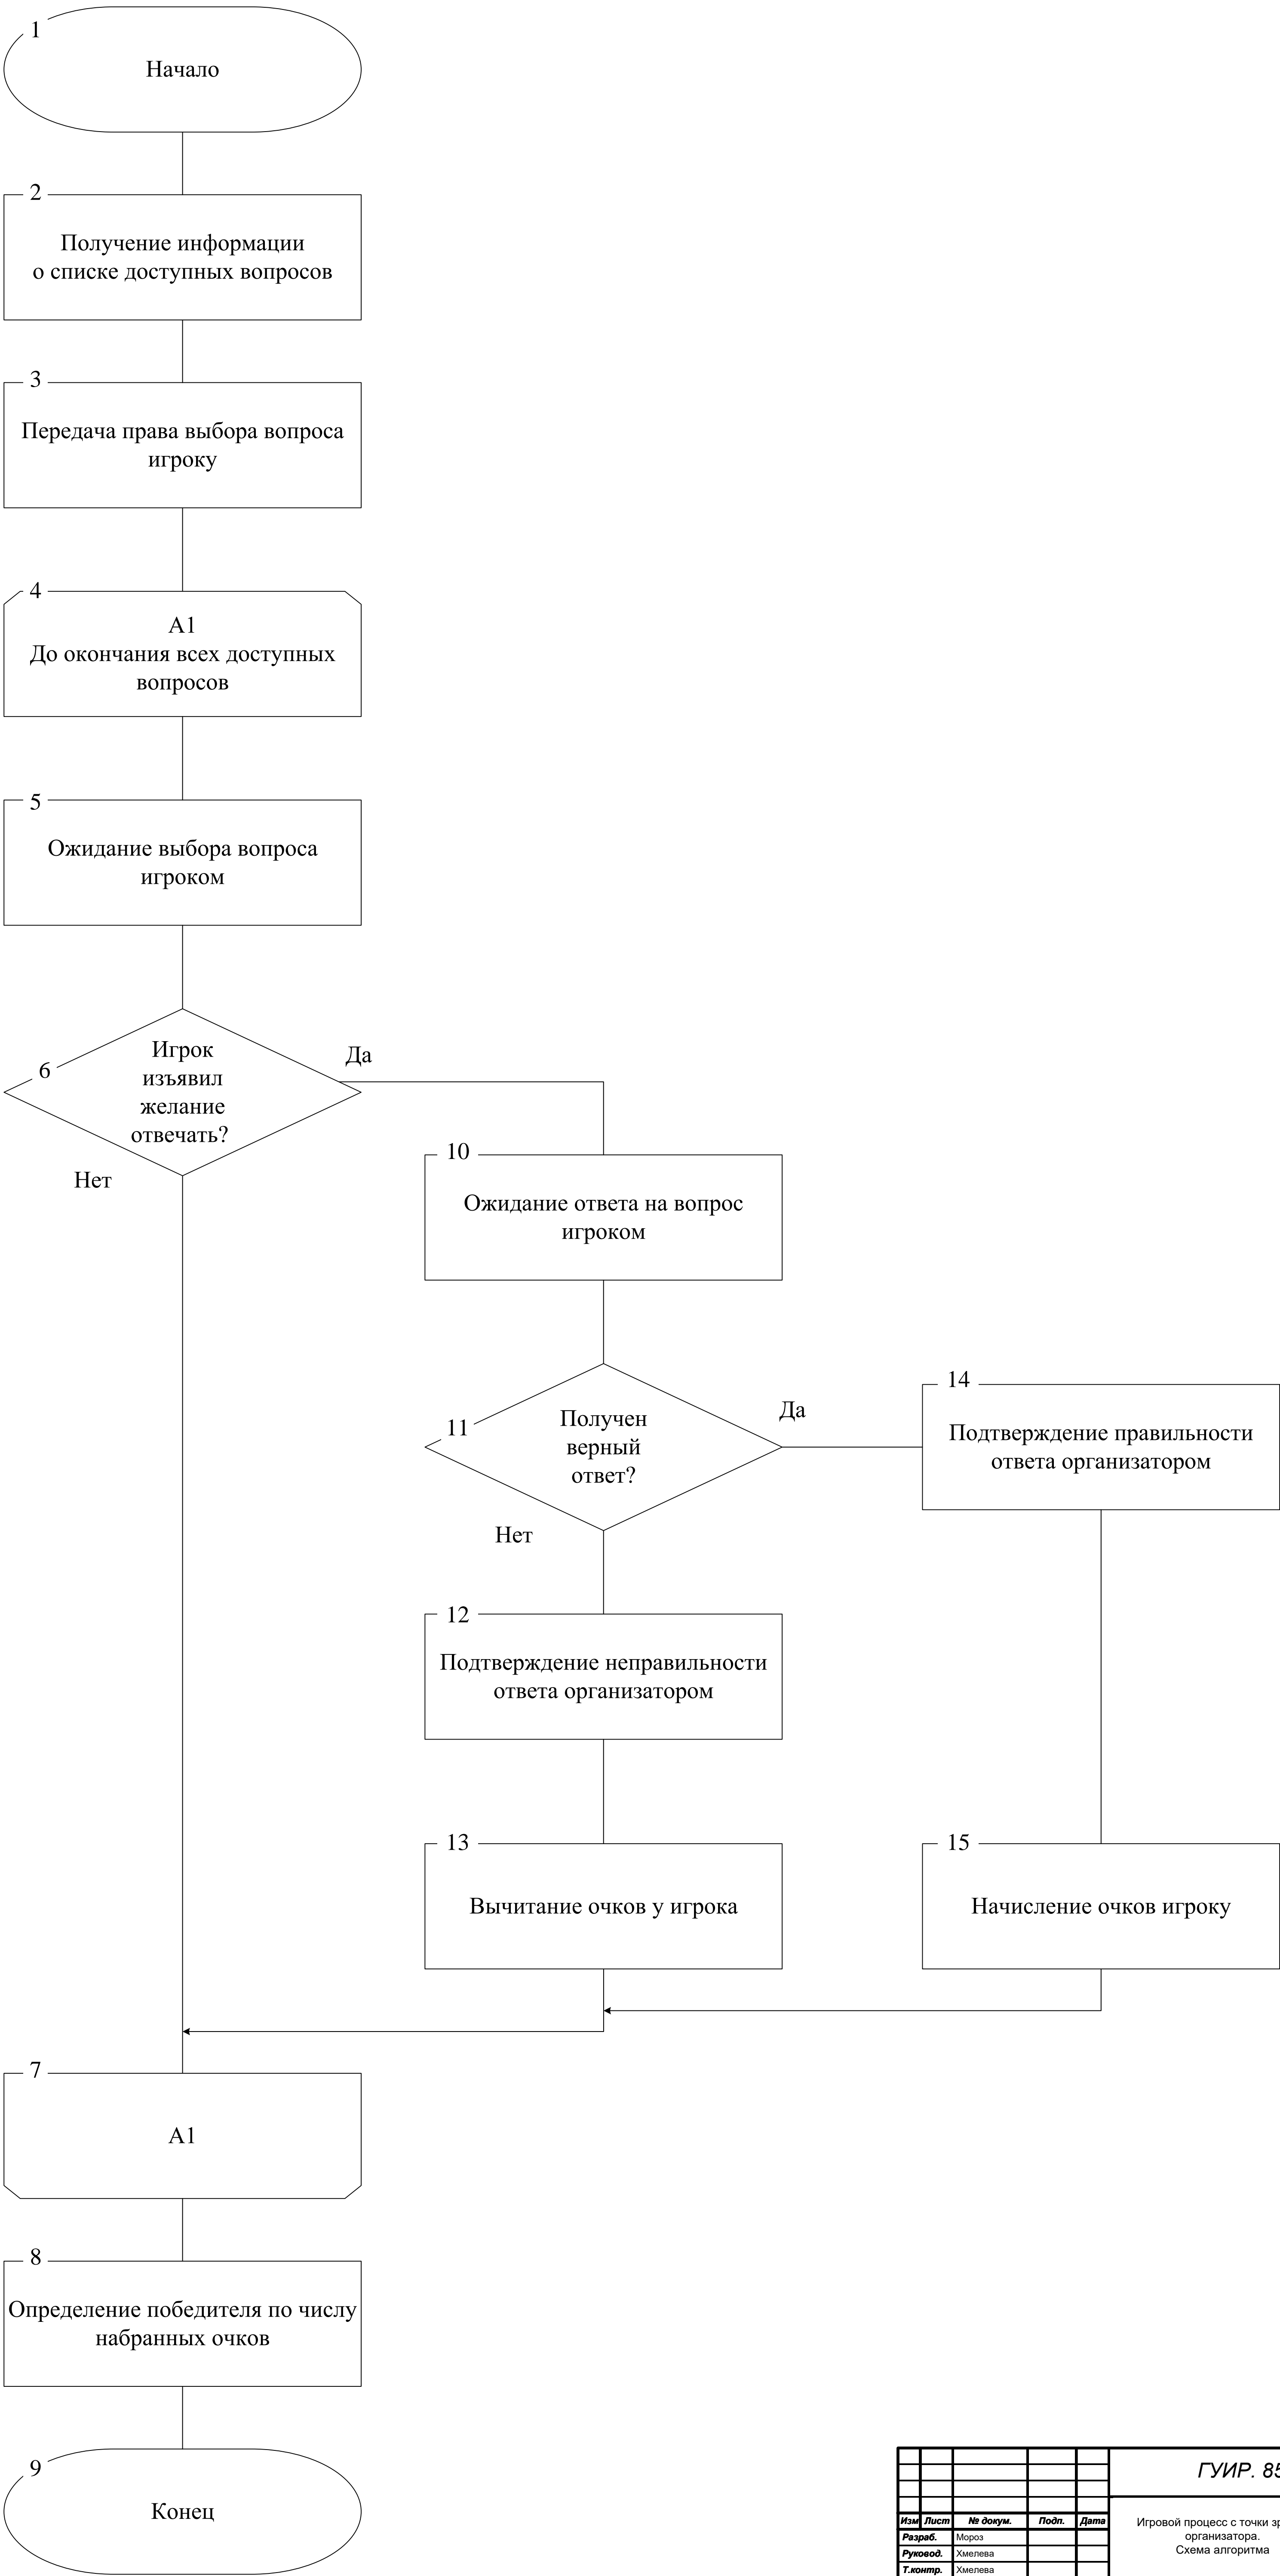 1
Начало
2
Получение информации
о списке доступных вопросов
3
Передача права выбора вопроса
игроку
4
А1
До окончания всех доступных
вопросов
5
Ожидание выбора вопроса
игроком
6
Игрок
изъявил
желание
отвечать?
Да
Нет
10
Ожидание ответа на вопрос
игроком
11
Получен
верный
ответ?
Да
Нет
14
Подтверждение правильности
ответа организатором
12
Подтверждение неправильности
ответа организатором
13
Вычитание очков у игрока
15
Начисление очков игроку
7
А1
8
Определение победителя по числу
набранных очков
9
Конец
ГУИР. 85
Изм Лист № докум. Подп. Дата
Разраб. Мороз
Руковод. Хмелева
Т.контр. Хмелева
Игровой процесс с точки зр
организатора.
Схема алгоритма